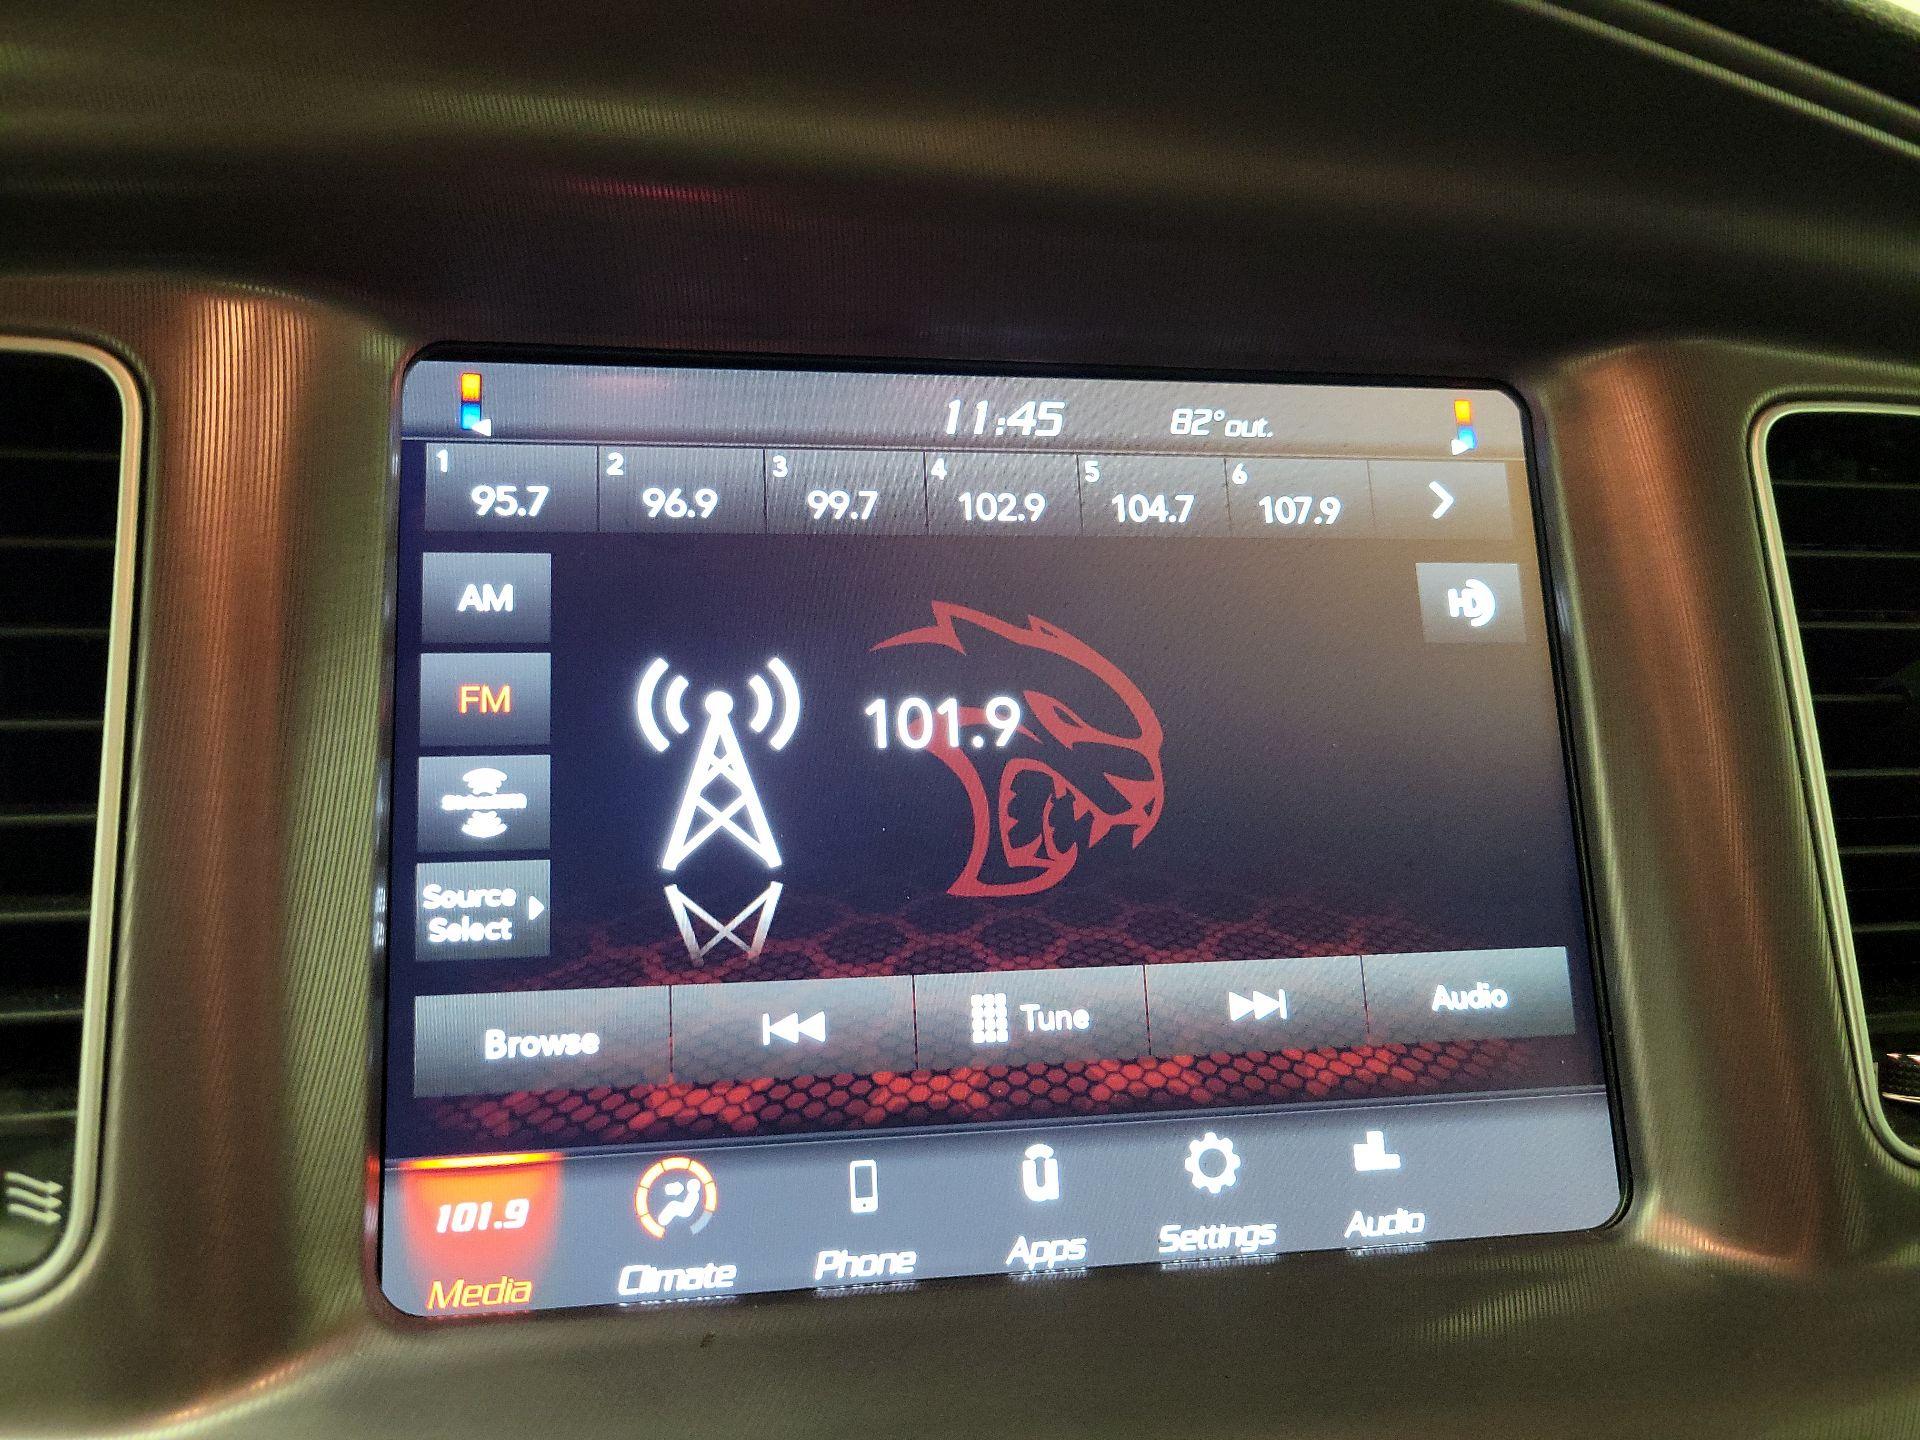 11:45 82° out.
1 2 3 4 5 6
95.7 96.9 99.7 102.9 104.7 107.9
AM
HD
FM
101.9
Source
Select
Browse Tune Audio
101.9
Media Climate Phone Apps Settings Audio